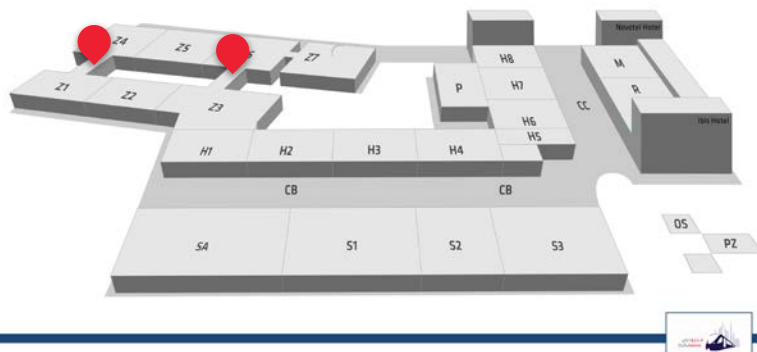 Novotel Hotel
Z4
Z5
Z7
H8
M
Z1
Z2
Z3
P
H7
R
CC
H6
Ibis Hotel
H5
H1
H2
H3
H4
CB
CB
OS
SA
S1
S2
S3
PZ